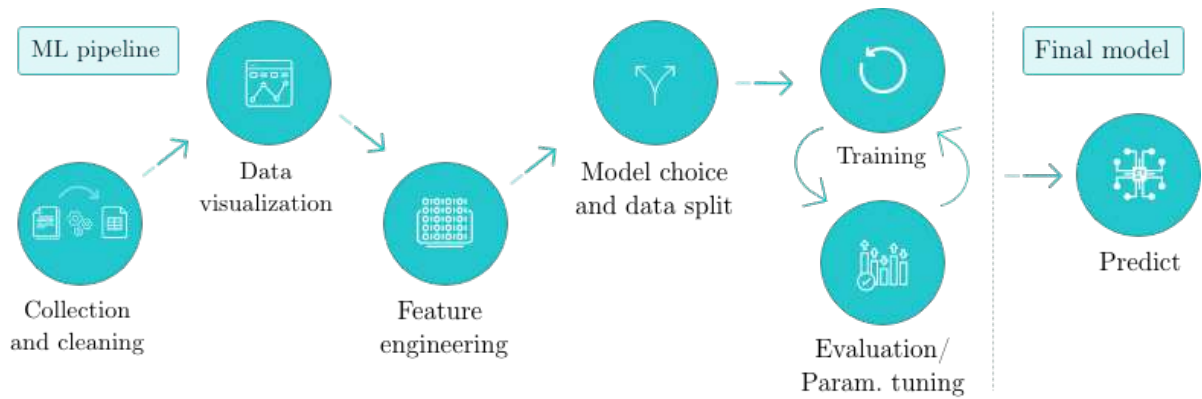 ML pipeline
Collection
and cleaning
Data
visualization
Feature
engineering
Model choice
and data split
Training
Evaluation/
Param. tuning
Final model
Predict